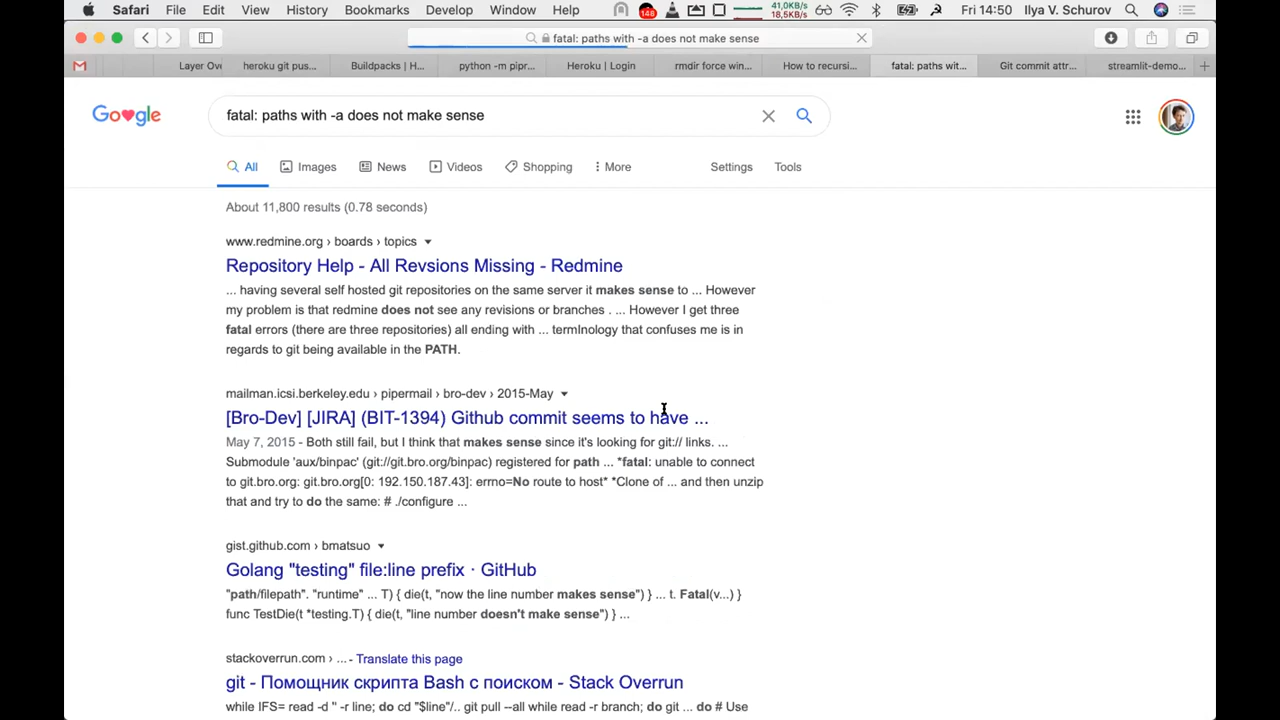 Safari File Edit View History Bookmarks Develop Window Help 148 41,0KB/s 18,5KB/s Fri 14:50 Ilya V. Schurov
fatal: paths with -a does not make sense
Layer Ove heroku git pus... Buildpacks | H... python -m pipr... Heroku | Login rmdir force win... How to recursi... fatal: paths wit... Git commit attr... streamlit-demo...
Go gle
fatal: paths with -a does not make sense
All Images News Videos Shopping More Settings Tools
About 11,800 results (0.78 seconds)
www.redmine.org › boards › topics
Repository Help - All Revsions Missing - Redmine
... having several self hosted git repositories on the same server it makes sense to ... However
my problem is that redmine does not see any revisions or branches . ... However I get three
fatal errors (there are three repositories) all ending with ... termInology that confuses me is in
regards to git being available in the PATH.
mailman.icsi.berkeley.edu › pipermail › bro-dev › 2015-May
[Bro-Dev] [JIRA] (BIT-1394) Github commit seems to have ...
May 7, 2015 - Both still fail, but I think that makes sense since it's looking for git:// links. ...
Submodule 'aux/binpac' (git://git.bro.org/binpac) registered for path ... *fatal: unable to connect
to git.bro.org: git.bro.org[0: 192.150.187.43]: errno=No route to host* *Clone of ... and then unzip
that and try to do the same: # ./configure ...
gist.github.com › bmatsuo
Golang "testing" file:line prefix · GitHub
"path/filepath". "runtime" ... T) { die(t, "now the line number makes sense") } ... t. Fatal(v...) }
func TestDie(t *testing.T) { die(t, "line number doesn't make sense") } ...
stackoverrun.com › ... - Translate this page
git - Помощник скрипта Bash с поиском - Stack Overrun
while IFS= read -d '' -r line; do cd "$line"/.. git pull --all while read -r branch; do git ... do # Use